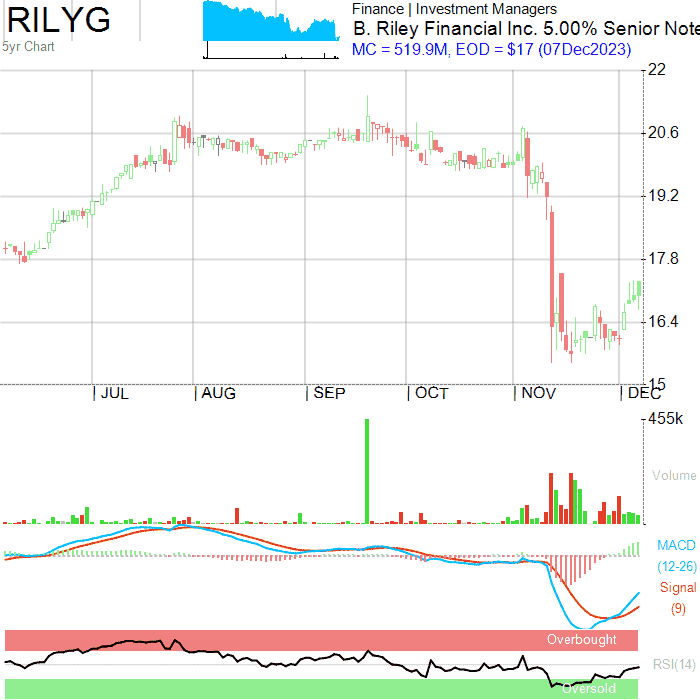 RILYG
5yr Chart
Finance | Investment Managers
B. Riley Financial Inc. 5.00% Senior Note
MC = 519.9M, EOD = $17 (07Dec2023)
22
20.6
19.2
17.8
16.4
15
JUL
AUG
SEP
OCT
NOV
DEC
455k
Volume
MACD
(12-26)
Signal
(9)
Overbought
RSI(14)
Oversold